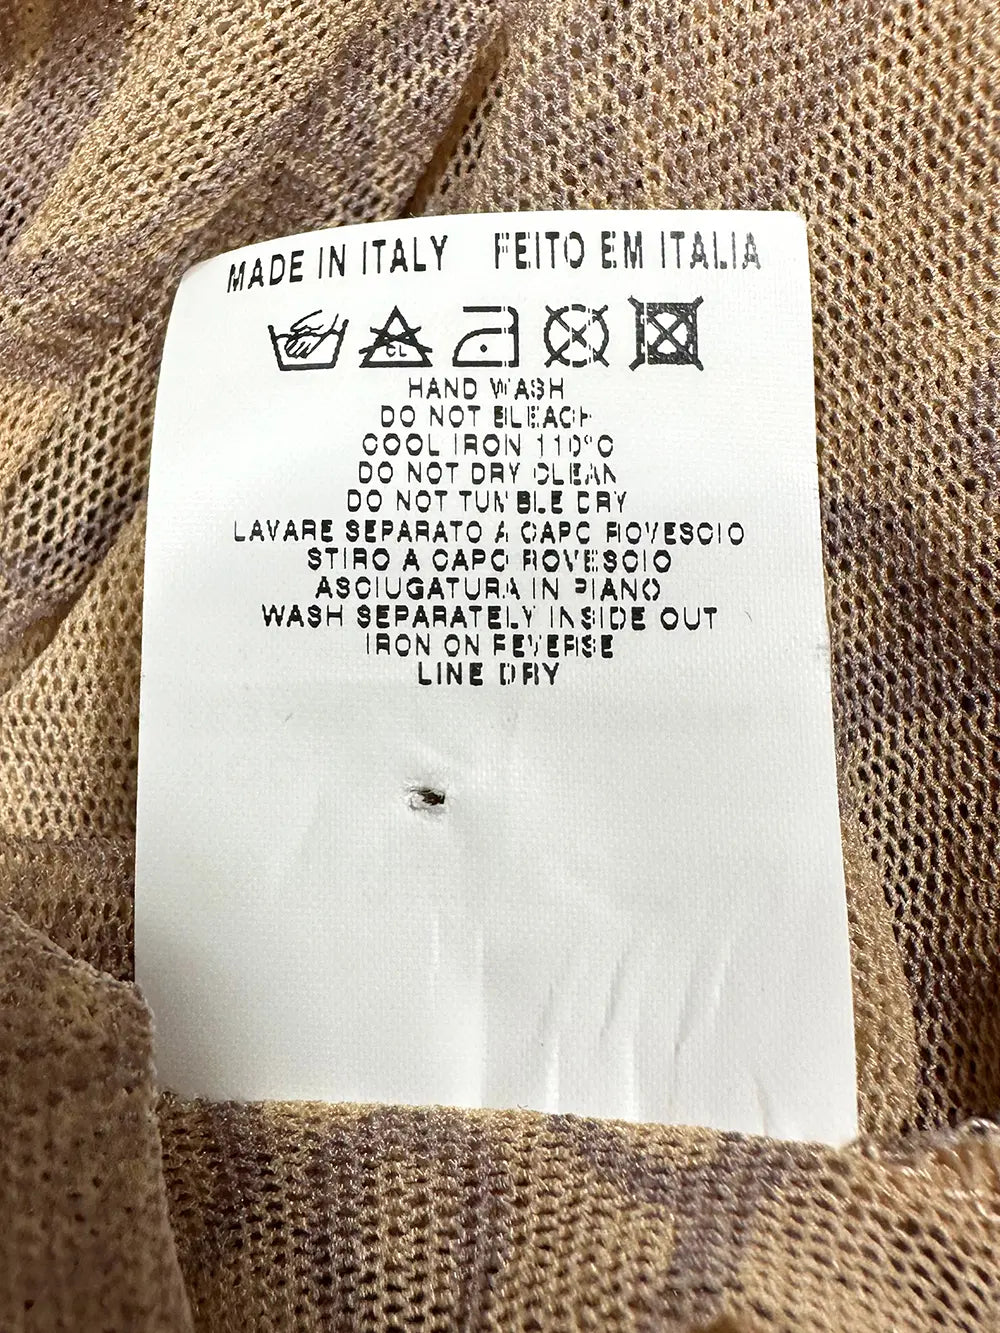 MADE IN ITALY FEITO EM ITALIA
CL
HAND WASH
DO NOT BLEACH
COOL IRON 110°C
DO NOT DRY CLEAN
DO NOT TUMBLE DRY
LAVARE SEPARATO A CAPO ROVESCIO
STIRO A CAPO ROVESCIO
ASCIUGATURA IN PIANO
WASH SEPARATELY INSIDE OUT
IRON ON REVERSE
LINE DRY